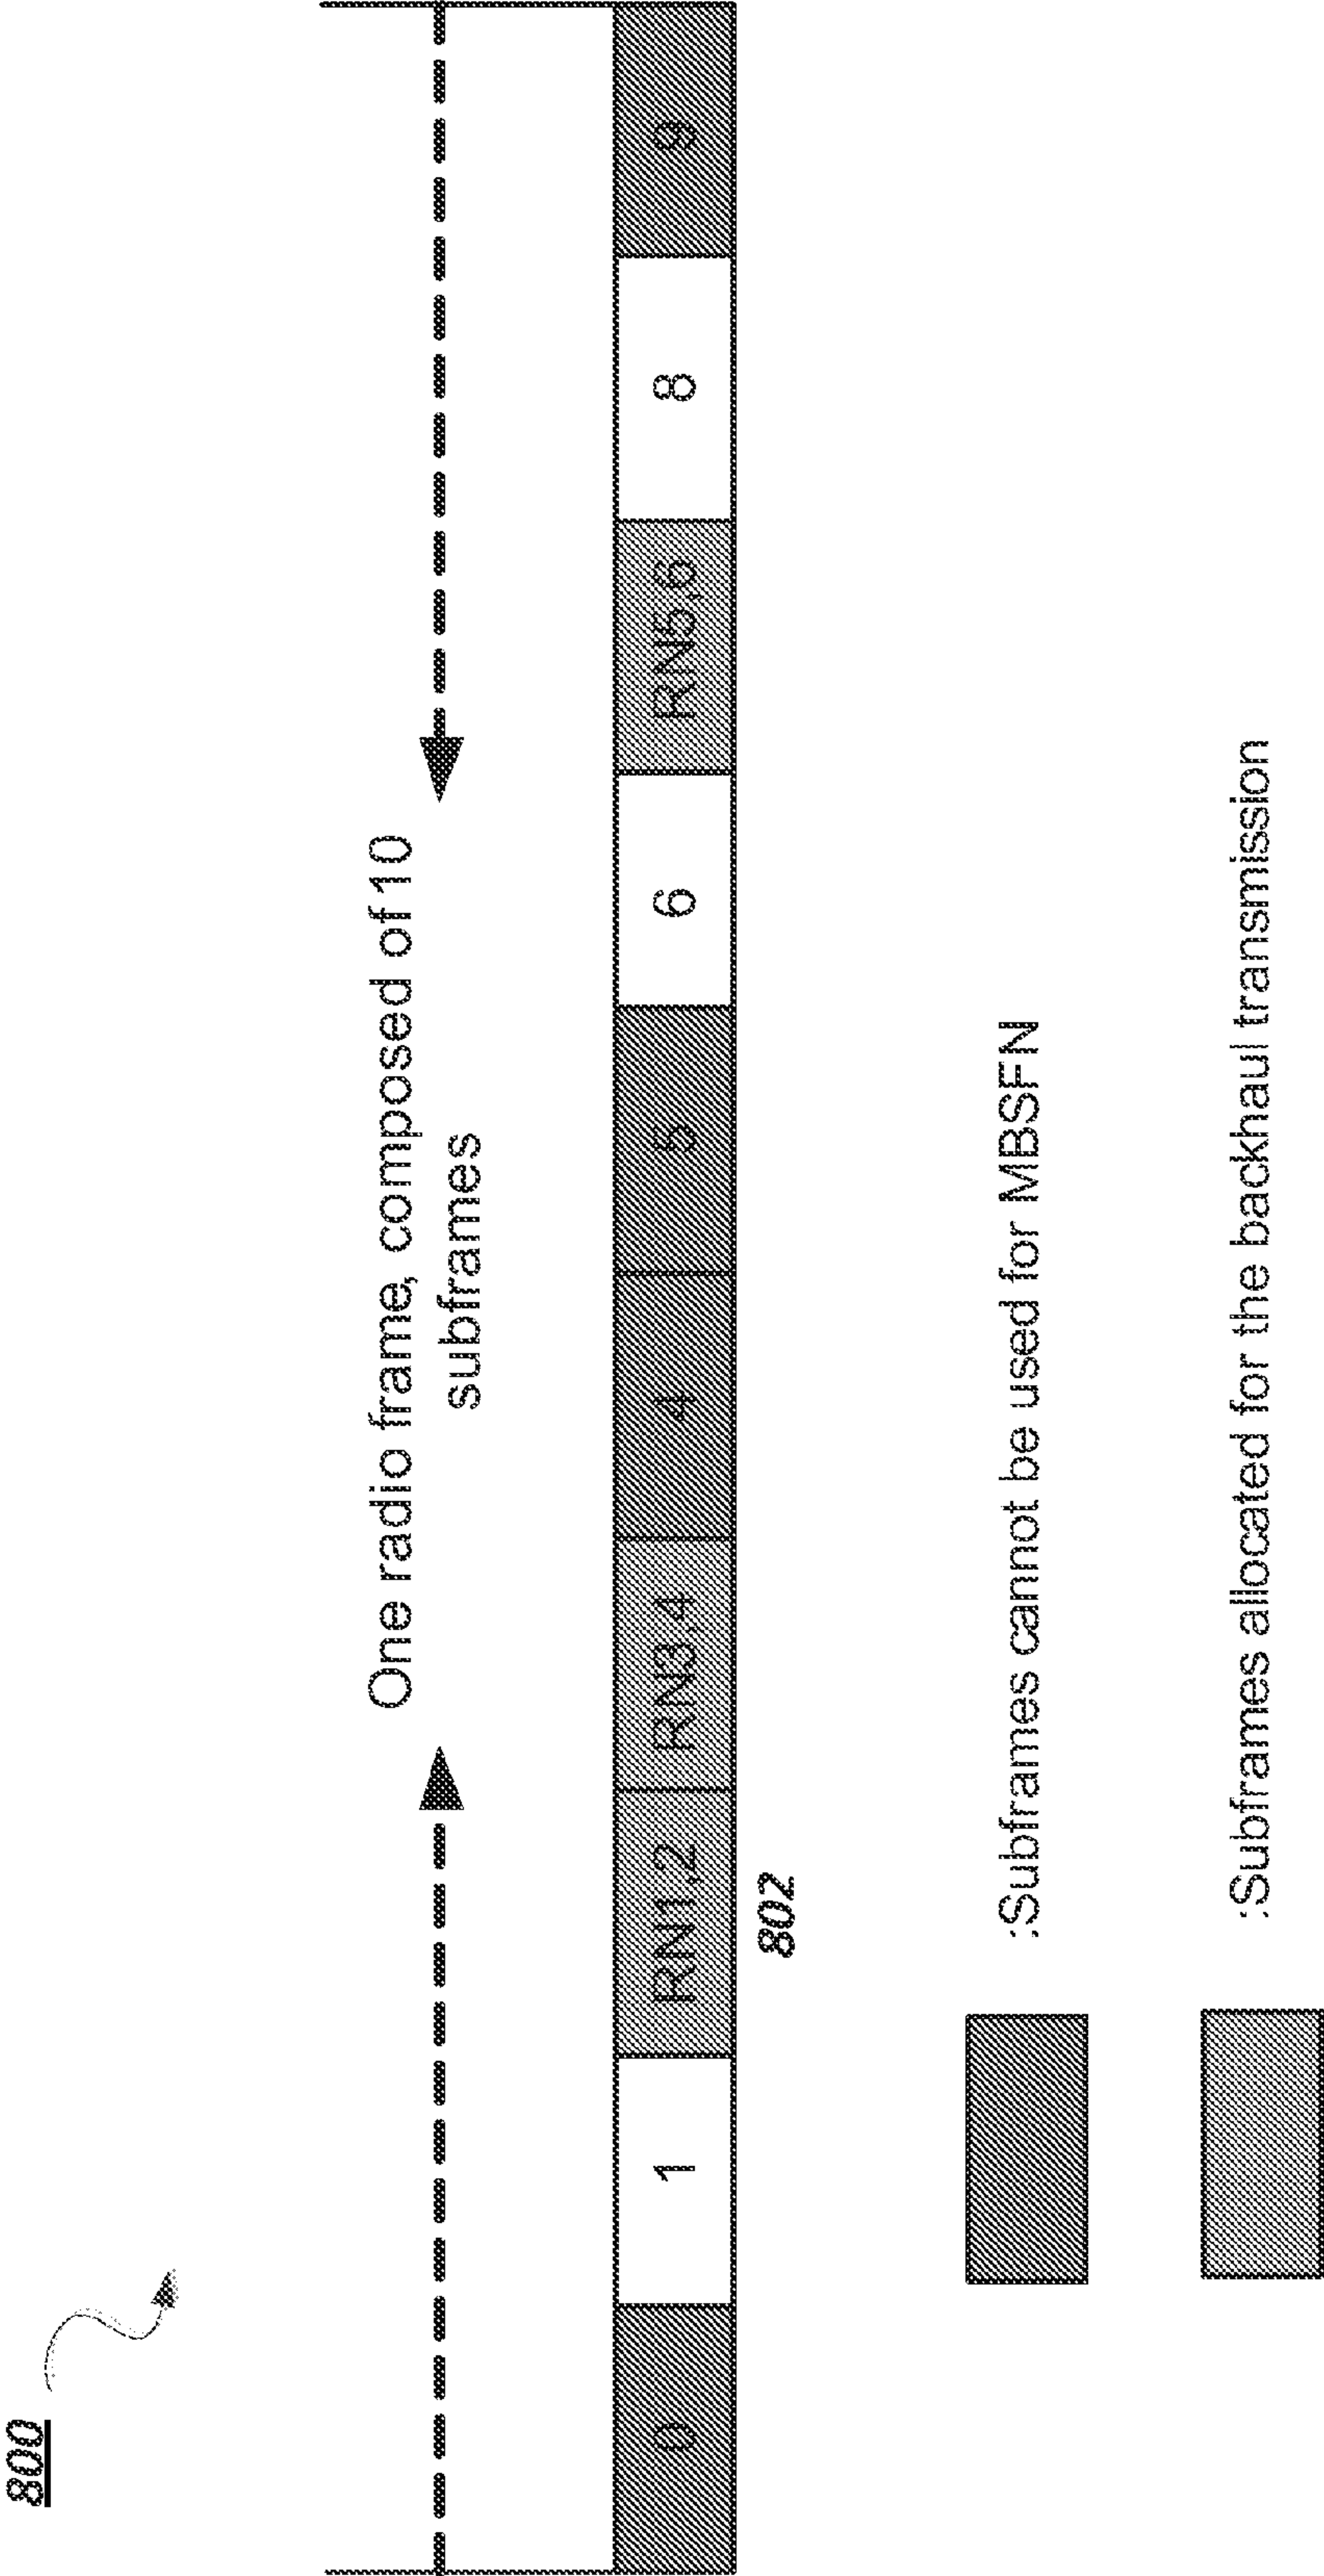 800
One radio frame, composed of 10
subframes
0
1
RN1,2
RN3,4
4
5
6
RN5,6
8
9
802
:Subframes cannot be used for MBSFN
:Subframes allocated for the backhaul transmission